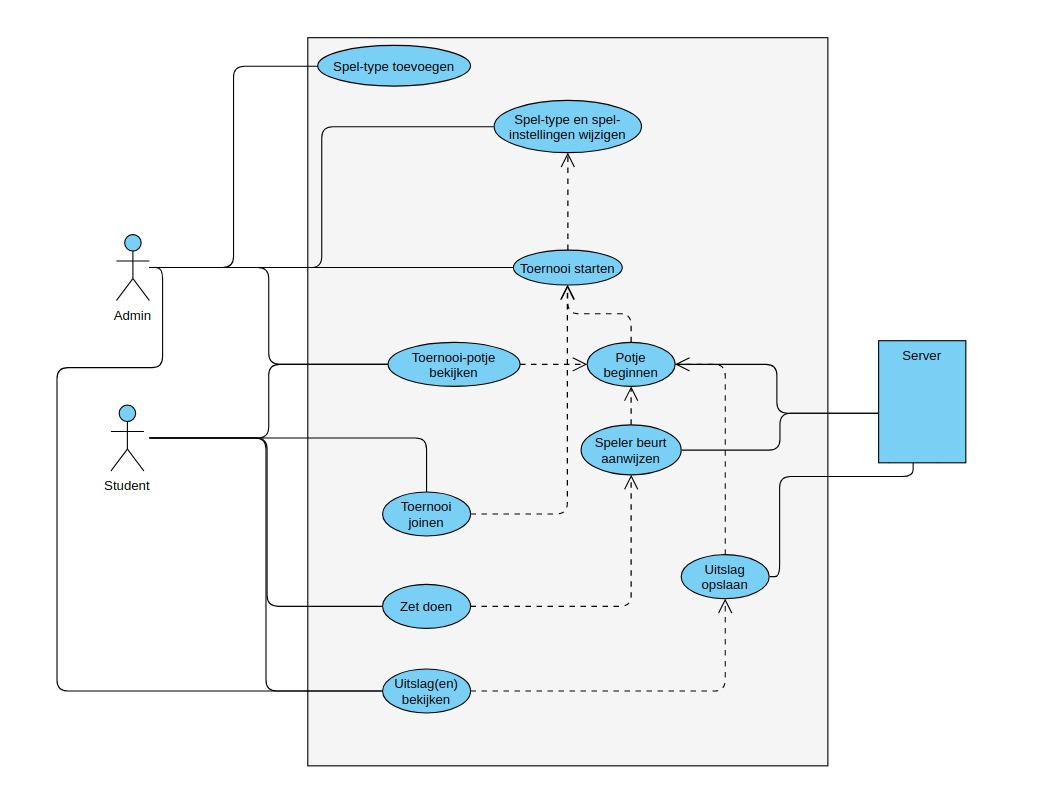 Spel-type toevoegen
Spel-type en spel-
instellingen wijzigen
Toernooi starten
Admin
Toernooi-potje
bekijken
Potje
beginnen
Server
Student
Speler beurt
aanwijzen
Toernooi
joinen
Uitslag
opslaan
Zet doen
Uitslag(en)
bekijken